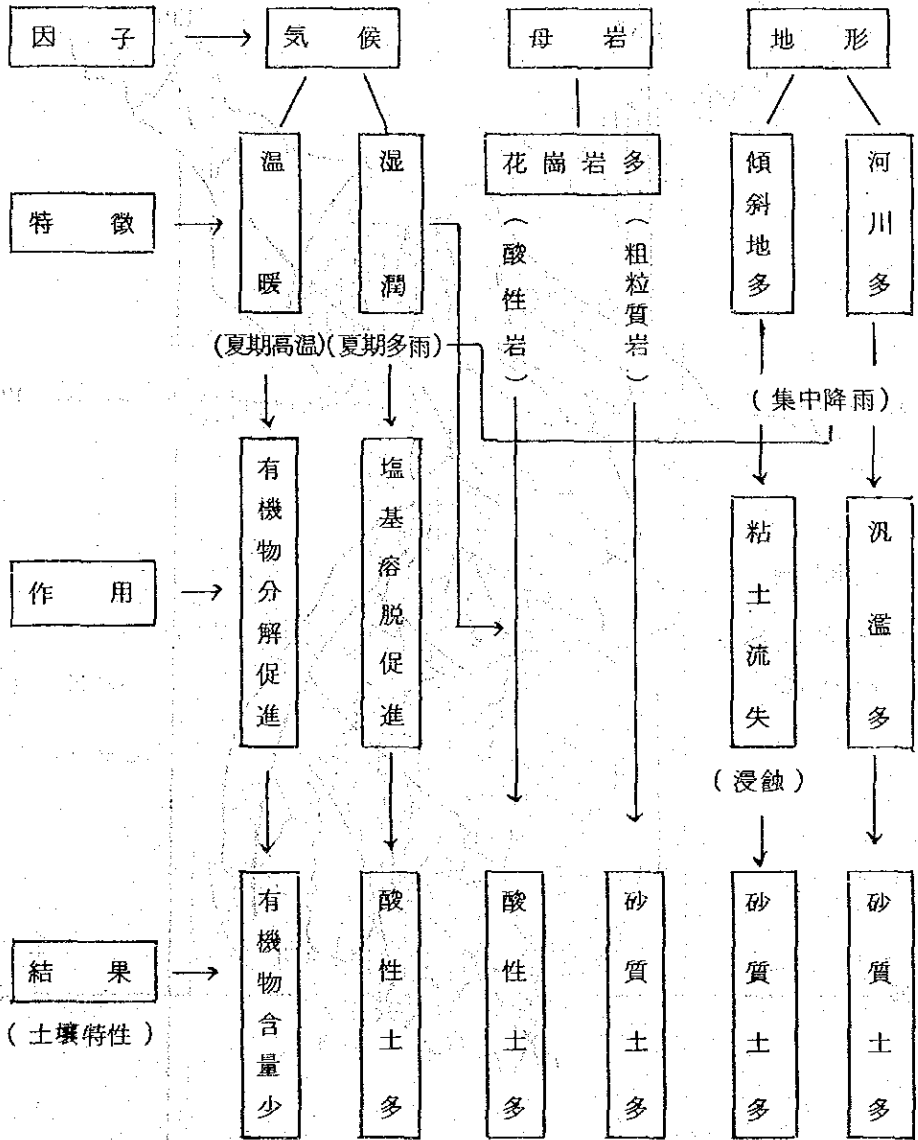 因子
気候
母岩
地形
特徴
温暖
湿潤
花崗岩多
傾斜地多
河川多
(酸性岩)
(粗粒質岩)
(夏期高温)
(夏期多雨)
(集中降雨)
作用
有機物分解促進
塩基溶脱促進
粘土流失
汎濫多
(浸蝕)
結果
(土壌特性)
有機物含量少
酸性土多
酸性土多
砂質土多
砂質土多
砂質土多